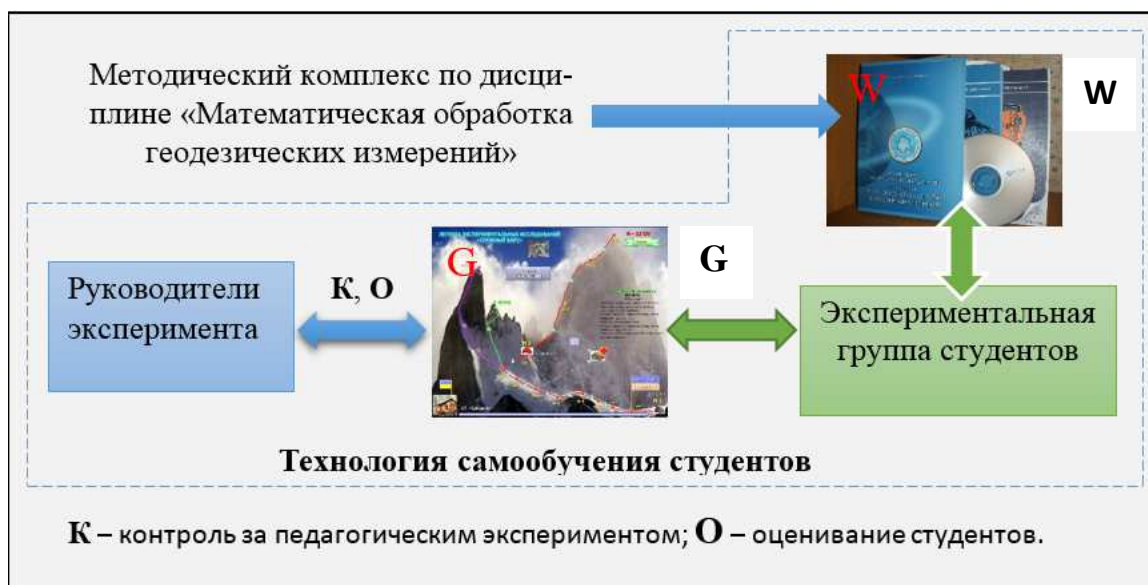 Методический комплекс по дисци-
плине «Математическая обработка
геодезических измерений»
W
W
G
G
Руководители
эксперимента
К, О
Экспериментальная
группа студентов
Технология самообучения студентов
К – контроль за педагогическим экспериментом; О – оценивание студентов.